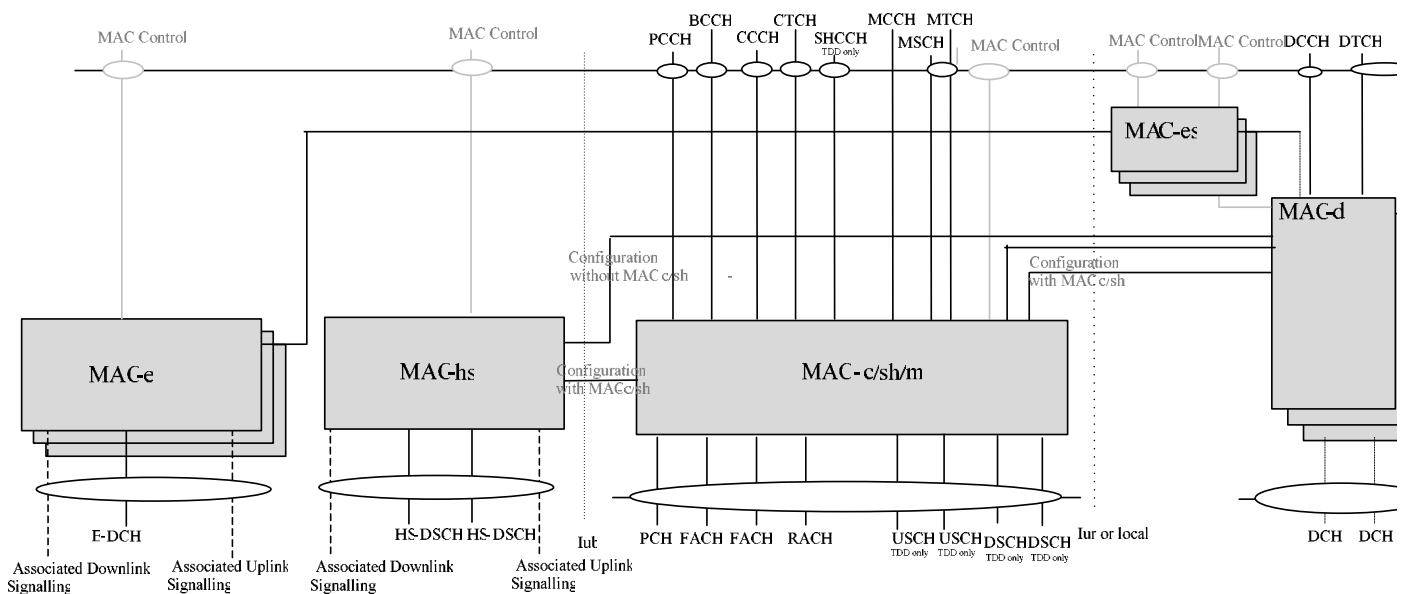 MAC Control
MAC Control
PCCH
BCCH
CCCH
CTCH
SHCCH
TDD only
MCCH
MSCH
MTCH
MAC Control
MAC Control
MAC Control
DCCH
DTCH
MAC-es
MAC-d
Configuration
without MAC c/sh
-
Configuration
with MAC c/sh
MAC-e
MAC-hs
Configuration
with MAC c/sh
MAC-c/sh/m
E-DCH
HS-DSCH
HS-DSCH
Iub
PCH
FACH
FACH
RACH
USCH
TDD only
USCH
TDD only
DSCH
TDD only
DSCH
TDD only
Iur or local
DCH
DCH
Associated Downlink
Signalling
Associated Uplink
Signalling
Associated Downlink
Signalling
Associated Uplink
Signalling